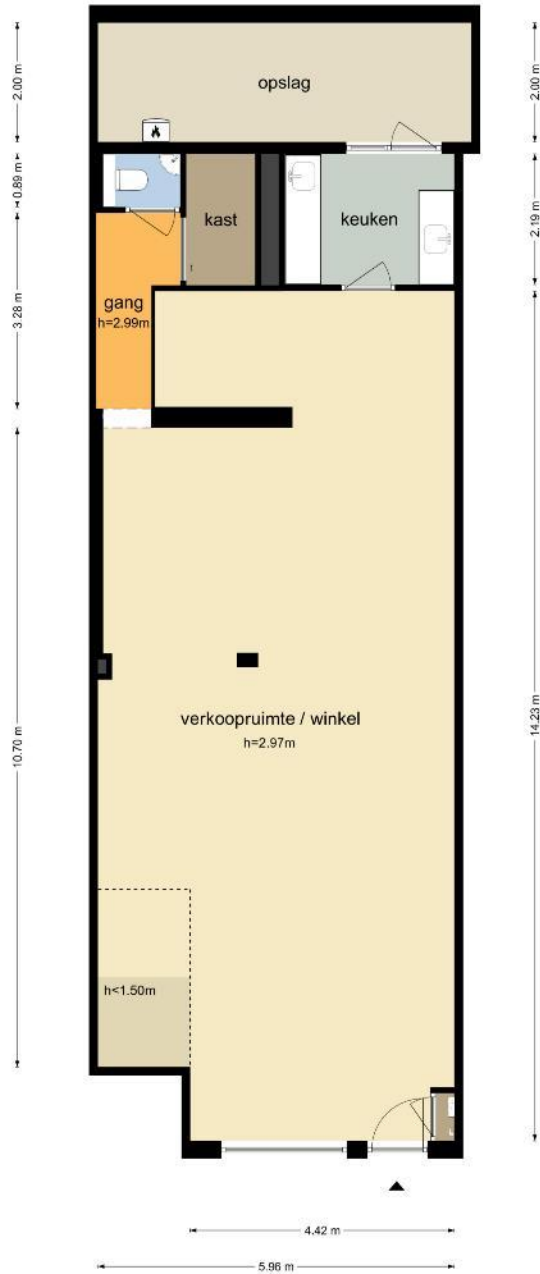 2.00 m
opslag
2.00 m
0.89 m
kast
keuken
2.19 m
gang
h=2.99m
3.28 m
verkoopruimte / winkel
h=2.97m
10.70 m
14.23 m
h<1.50m
4.42 m
5.96 m